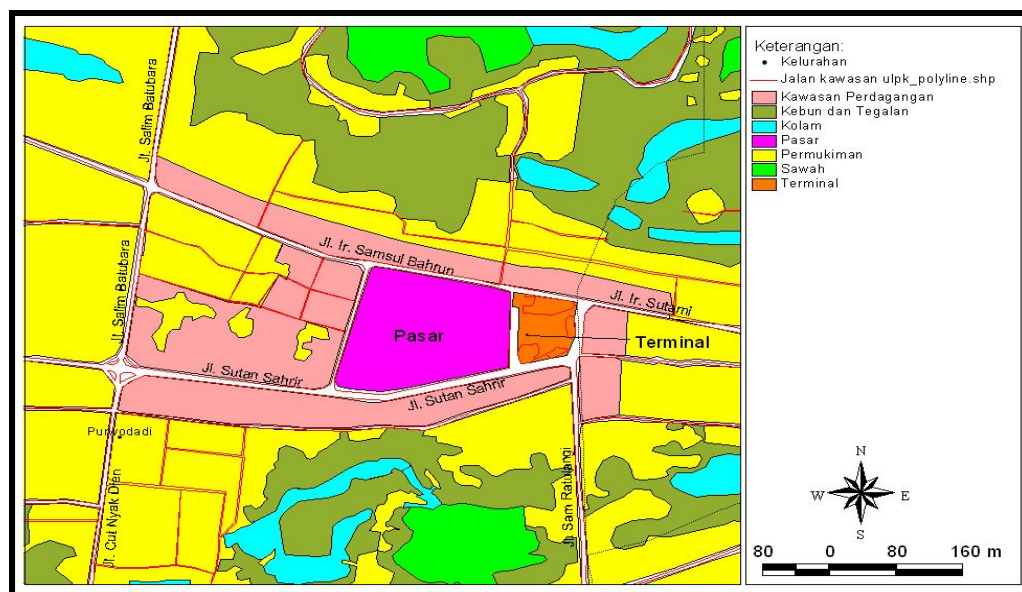 Jl. Salim Batubara
Jl. Ir. Samsul Bahrun
Jl. Ir. Sutami
Jl. Salim Batubara
Pasar
Terminal
Jl. Sutan Sahrir
Jl. Sutan Sahrir
Purwodadi
Jl. Cut Nyak Dien
Jl. Sam Ratulangi
Keterangan:
Kelurahan
Jalan kawasan ulpk_polyline.shp
Kawasan Perdagangan
Kebun dan Tegalan
Kolam
Pasar
Permukiman
Sawah
Terminal
N
W E
S
80 0 80 160 m